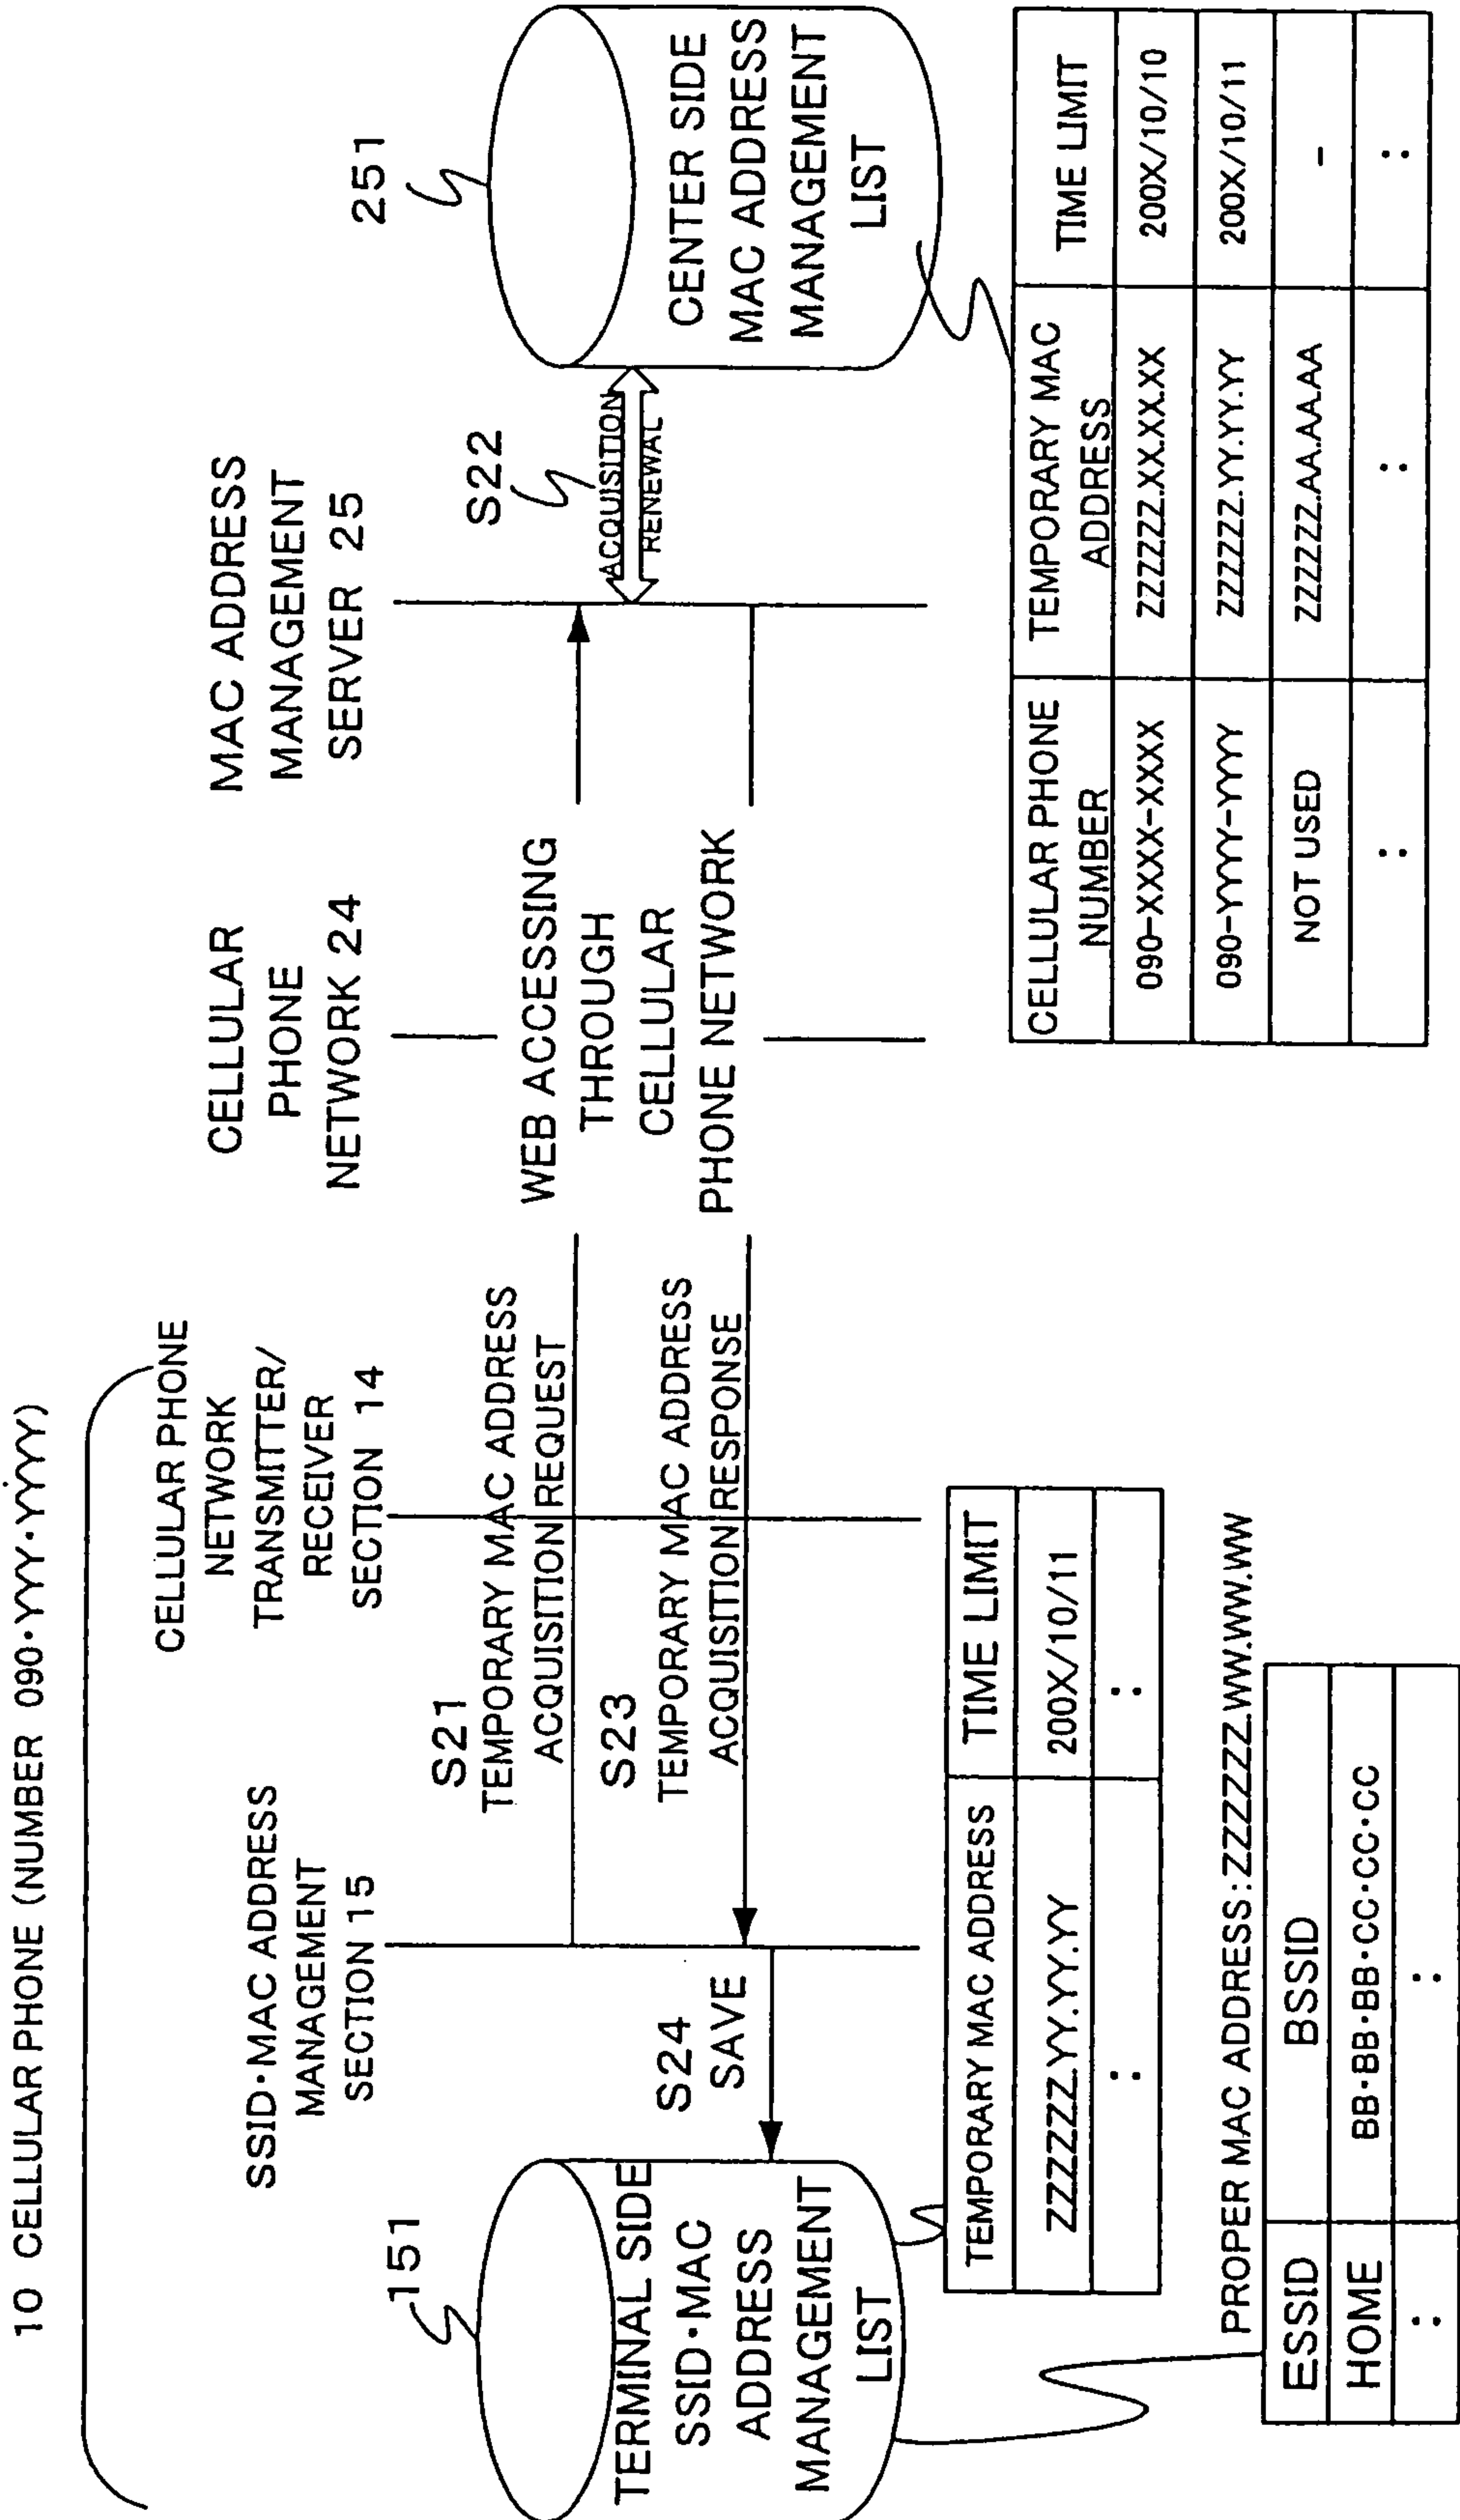 10 CELLULAR PHONE (NUMBER 090・YYY・YYYY)
SSID・MAC ADDRESS
MANAGEMENT
SECTION 15
CELLULAR PHONE
NETWORK
TRANSMITTER/
RECEIVER
SECTION 14
CELLULAR
PHONE
NETWORK 24
MAC ADDRESS
MANAGEMENT
SERVER 25
151
TERMINAL SIDE
SSID・MAC
ADDRESS
MANAGEMENT
LIST
S21
TEMPORARY MAC ADDRESS
ACQUISITION REQUEST
S23
TEMPORARY MAC ADDRESS
ACQUISITION RESPONSE
S24
SAVE
WEB ACCESSING
THROUGH
CELLULAR
PHONE NETWORK
S22
ACQUISITION
RENEWAL
251
CENTER SIDE
MAC ADDRESS
MANAGEMENT
LIST
TEMPORARY MAC ADDRESS TIME LIMIT
ZZZZZZ.YY.YY.YY 200X/10/11
: :
PROPER MAC ADDRESS:ZZZZZZ.WW.WW.WW
ESSID BSSID
HOME BB・BB・BB・CC・CC・CC
: :
CELLULAR PHONE
NUMBER
TEMPORARY MAC
ADDRESS
TIME LIMIT
090-XXXX-XXXX ZZZZZZ.XX.XX.XX 200X/10/10
090-YYYY-YYYY ZZZZZZ.YY.YY.YY 200X/10/11
NOT USED ZZZZZZ.AA.AA.AA -
: : :